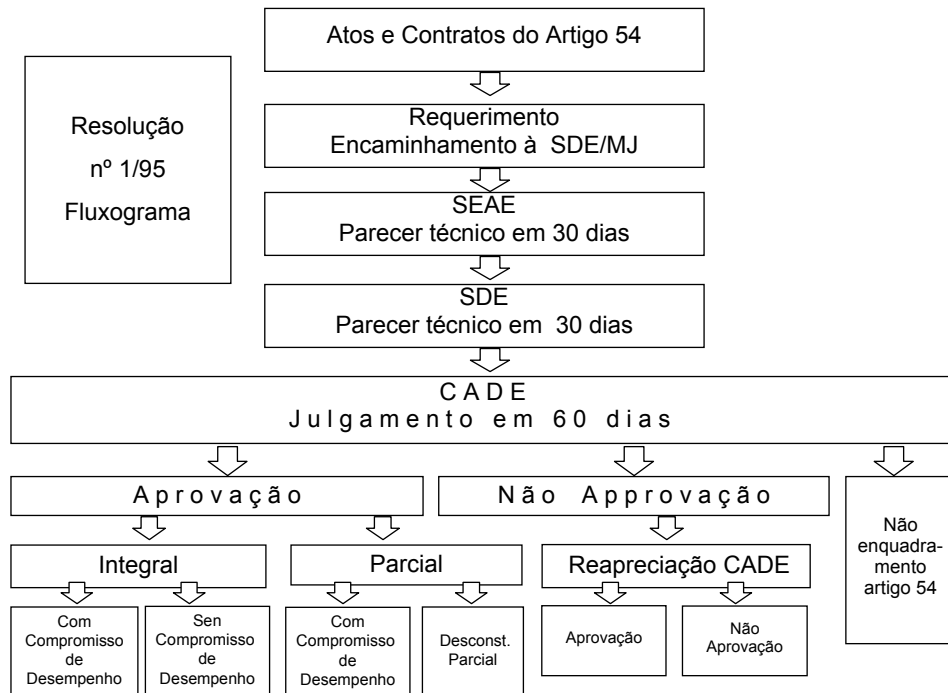 Atos e Contratos do Artigo 54
Resolução
nº 1/95
Fluxograma
Requerimento
Encaminhamento à SDE/MJ
SEAE
Parecer técnico em 30 dias
SDE
Parecer técnico em 30 dias
CADE
Julgamento em 60 dias
Aprovação
Não Approvação
Não
enquadra-
mento
artigo 54
Integral
Parcial
Reapreciação CADE
Com
Compromisso
de
Desempenho
Sen
Compromisso
de
Desempenho
Com
Compromisso
de
Desempenho
Desconst.
Parcial
Aprovação
Não
Aprovação